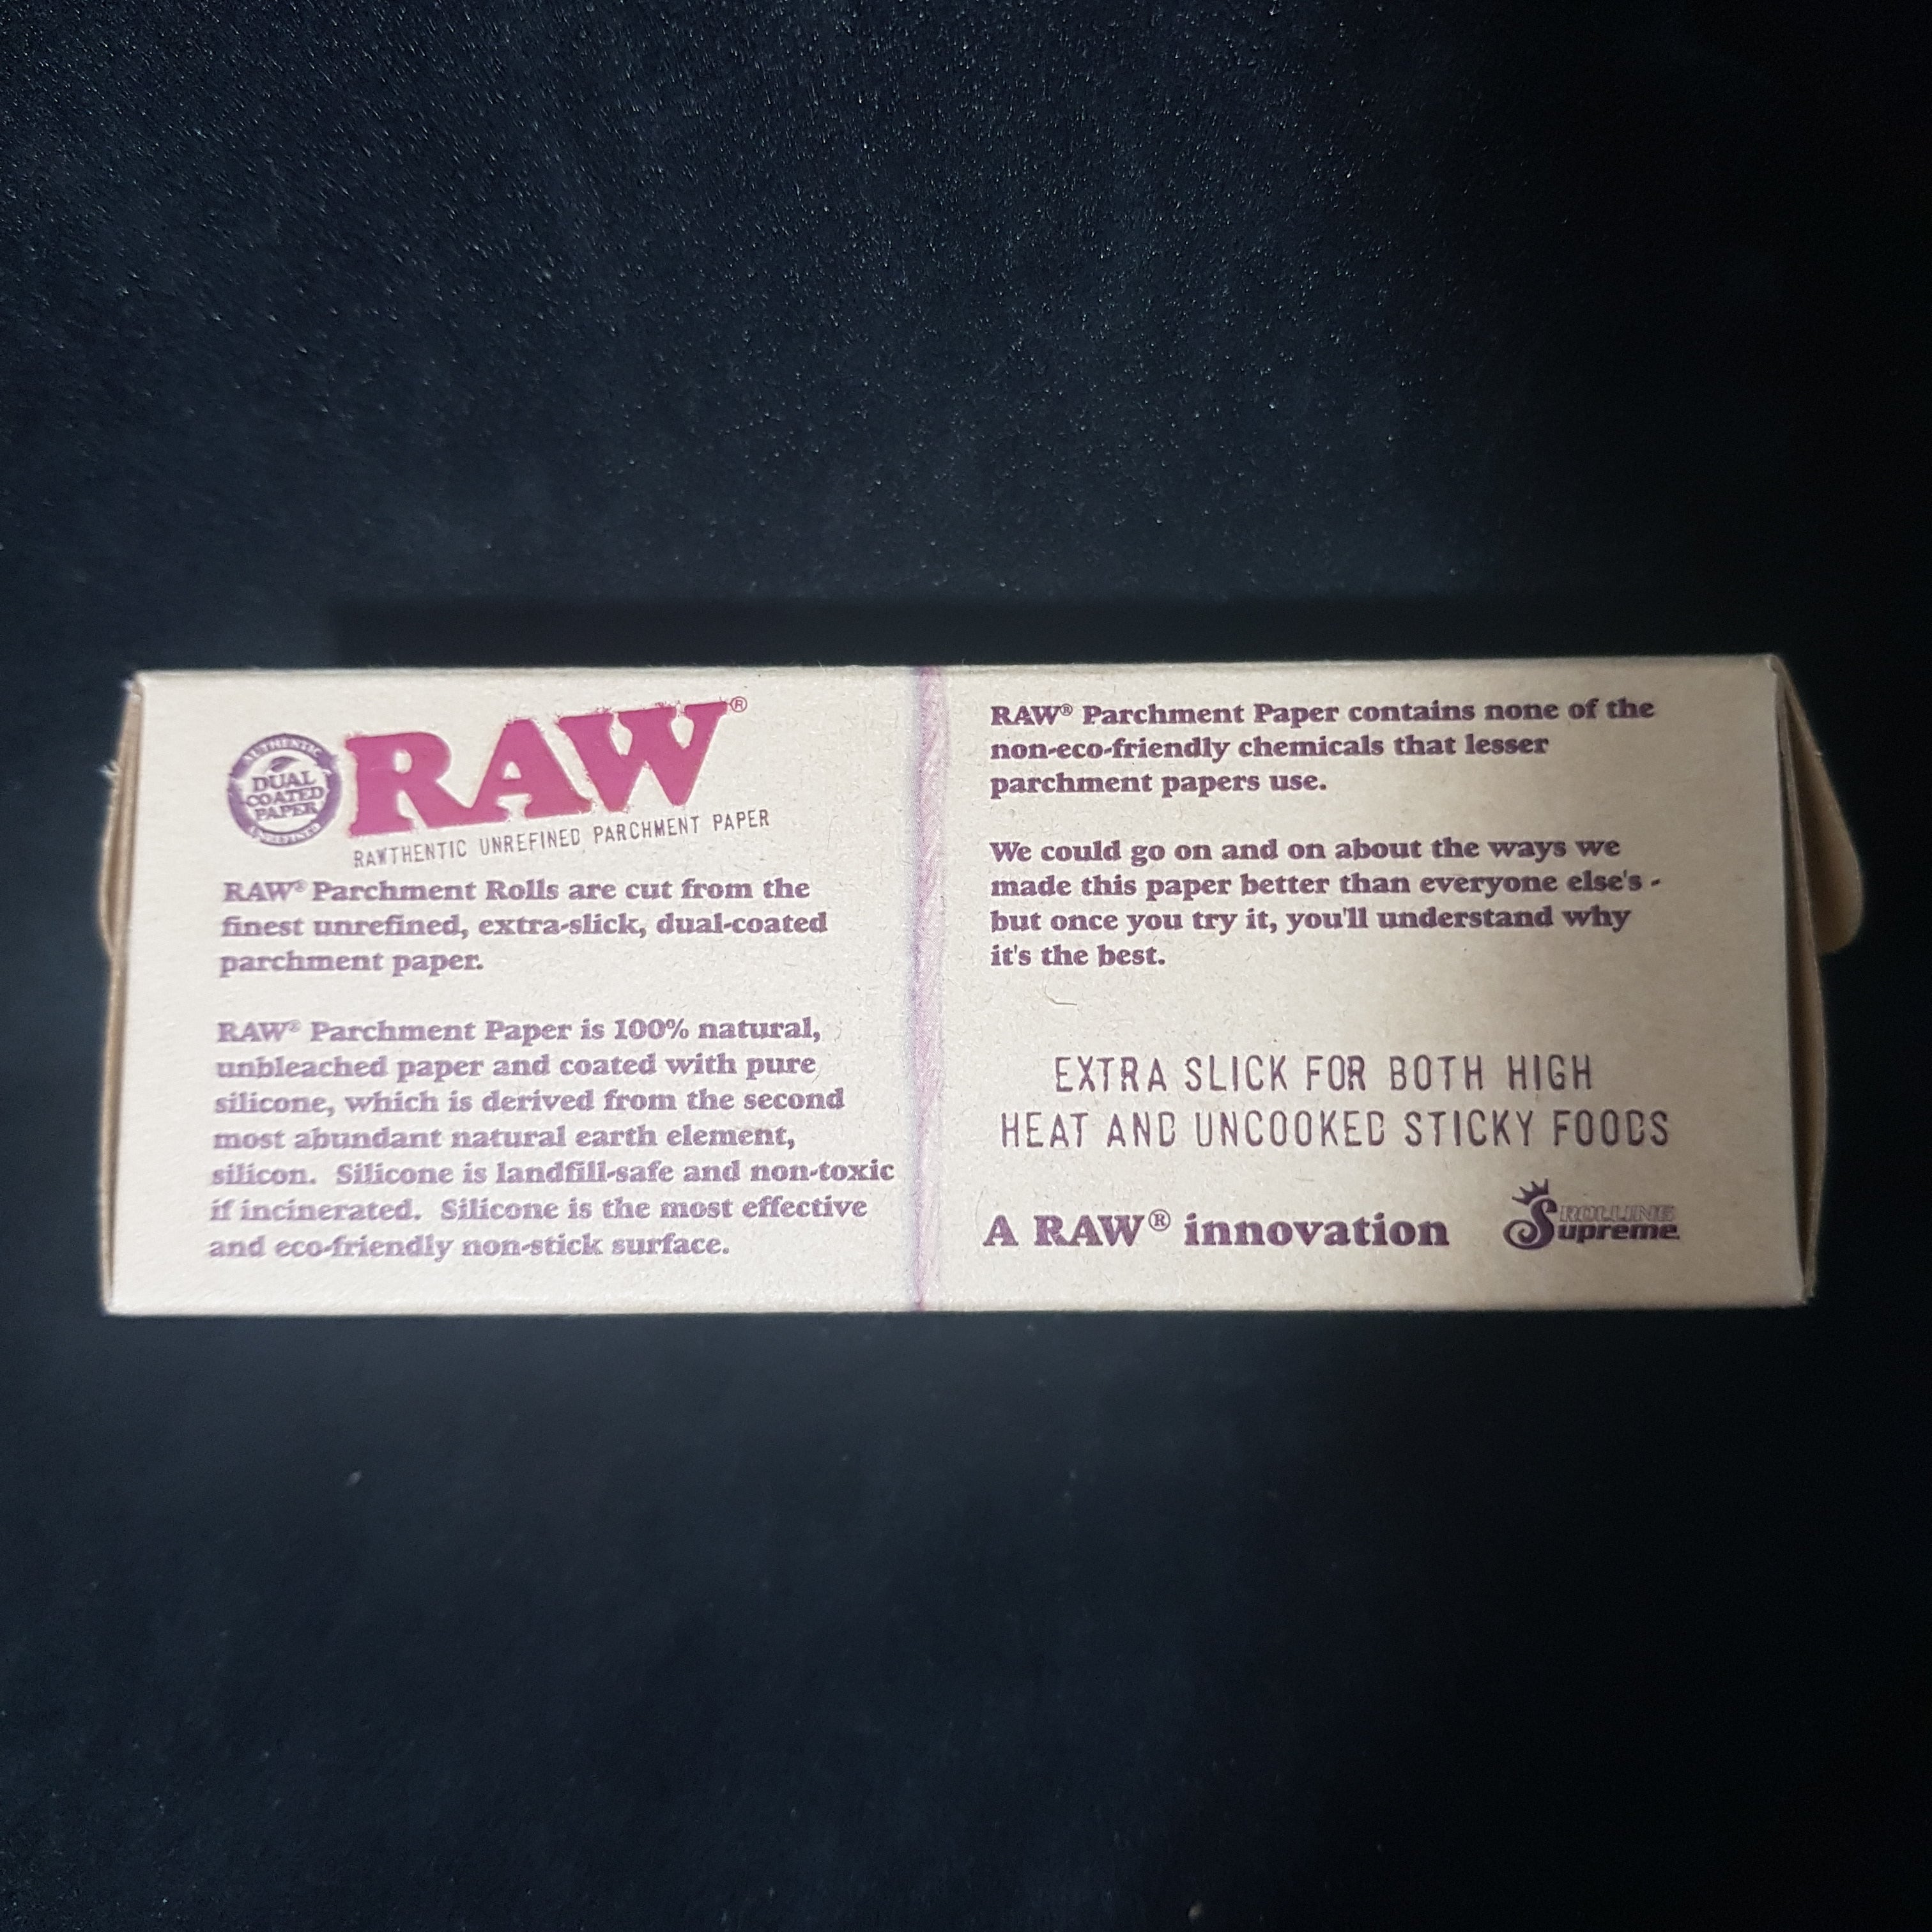 AUTHENTIC
DUAL
COATED
PAPER
UNREFINED
RAW®
RAWTHENTIC UNREFINED PARCHMENT PAPER
RAW® Parchment Rolls are cut from the
finest unrefined, extra-slick, dual-coated
parchment paper.
RAW® Parchment Paper is 100% natural,
unbleached paper and coated with pure
silicone, which is derived from the second
most abundant natural earth element,
silicon. Silicone is landfill-safe and non-toxic
if incinerated. Silicone is the most effective
and eco-friendly non-stick surface.
RAW® Parchment Paper contains none of the
non-eco-friendly chemicals that lesser
parchment papers use.
We could go on and on about the ways we
made this paper better than everyone else's -
but once you try it, you'll understand why
it's the best.
EXTRA SLICK FOR BOTH HIGH
HEAT AND UNCOOKED STICKY FOODS
A RAW® innovation
ROLLING
Supreme